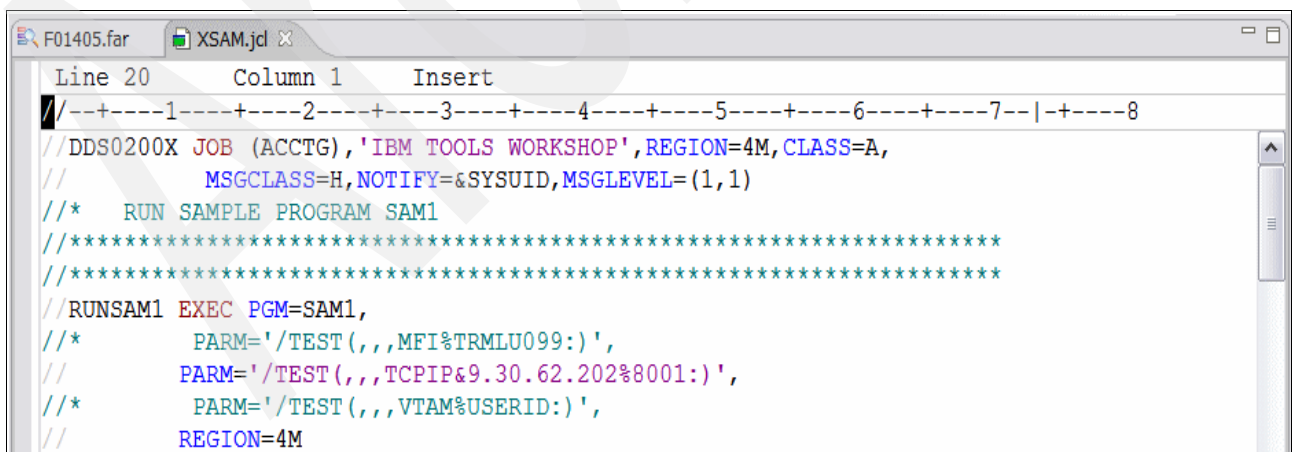 F01405.far XSAM.jcl
Line 20 Column 1 Insert
//--+----1----+----2----+----3----+----4----+----5----+----6----+----7--|-+----8
//DDS0200X JOB (ACCTG),'IBM TOOLS WORKSHOP',REGION=4M,CLASS=A,
//          MSGCLASS=H,NOTIFY=&SYSUID,MSGLEVEL=(1,1)
//*   RUN SAMPLE PROGRAM SAM1
//********************************************************************
//********************************************************************
//RUNSAM1 EXEC PGM=SAM1,
//*        PARM='/TEST(,,,MFI%TRMLU099:)',
//        PARM='/TEST(,,,TCPIP&9.30.62.202%8001:)',
//*        PARM='/TEST(,,,VTAM%USERID:)',
//        REGION=4M